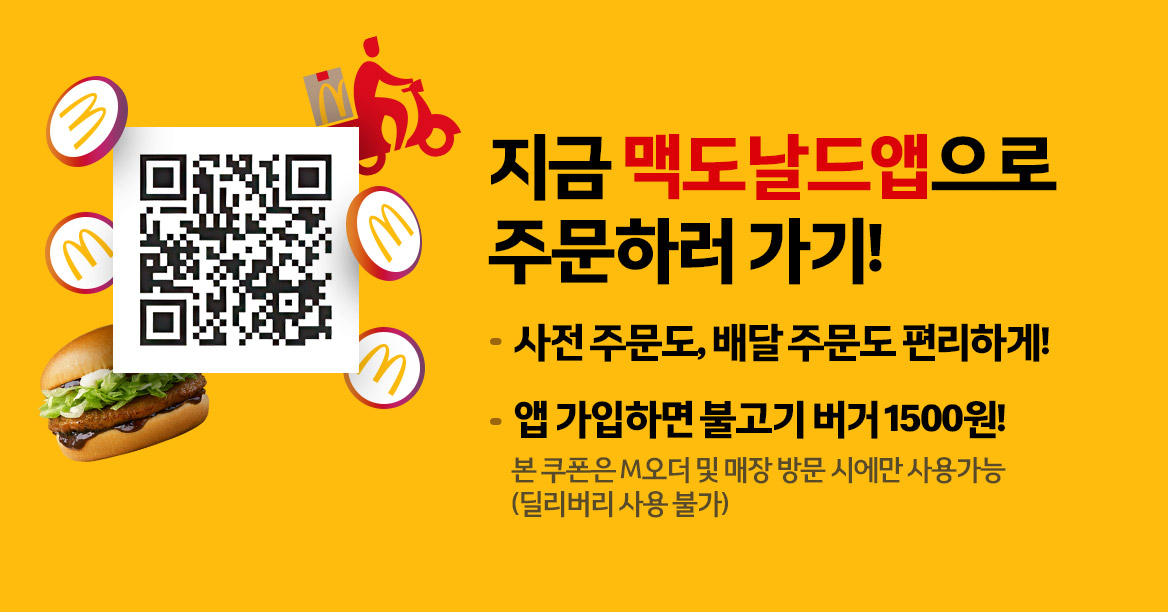 지금 맥도날드앱으로
주문하러 가기!
- 사전 주문도, 배달 주문도 편리하게!
- 앱 가입하면 불고기 버거 1500원!
본 쿠폰은 M오더 및 매장 방문 시에만 사용가능
(딜리버리 사용 불가)